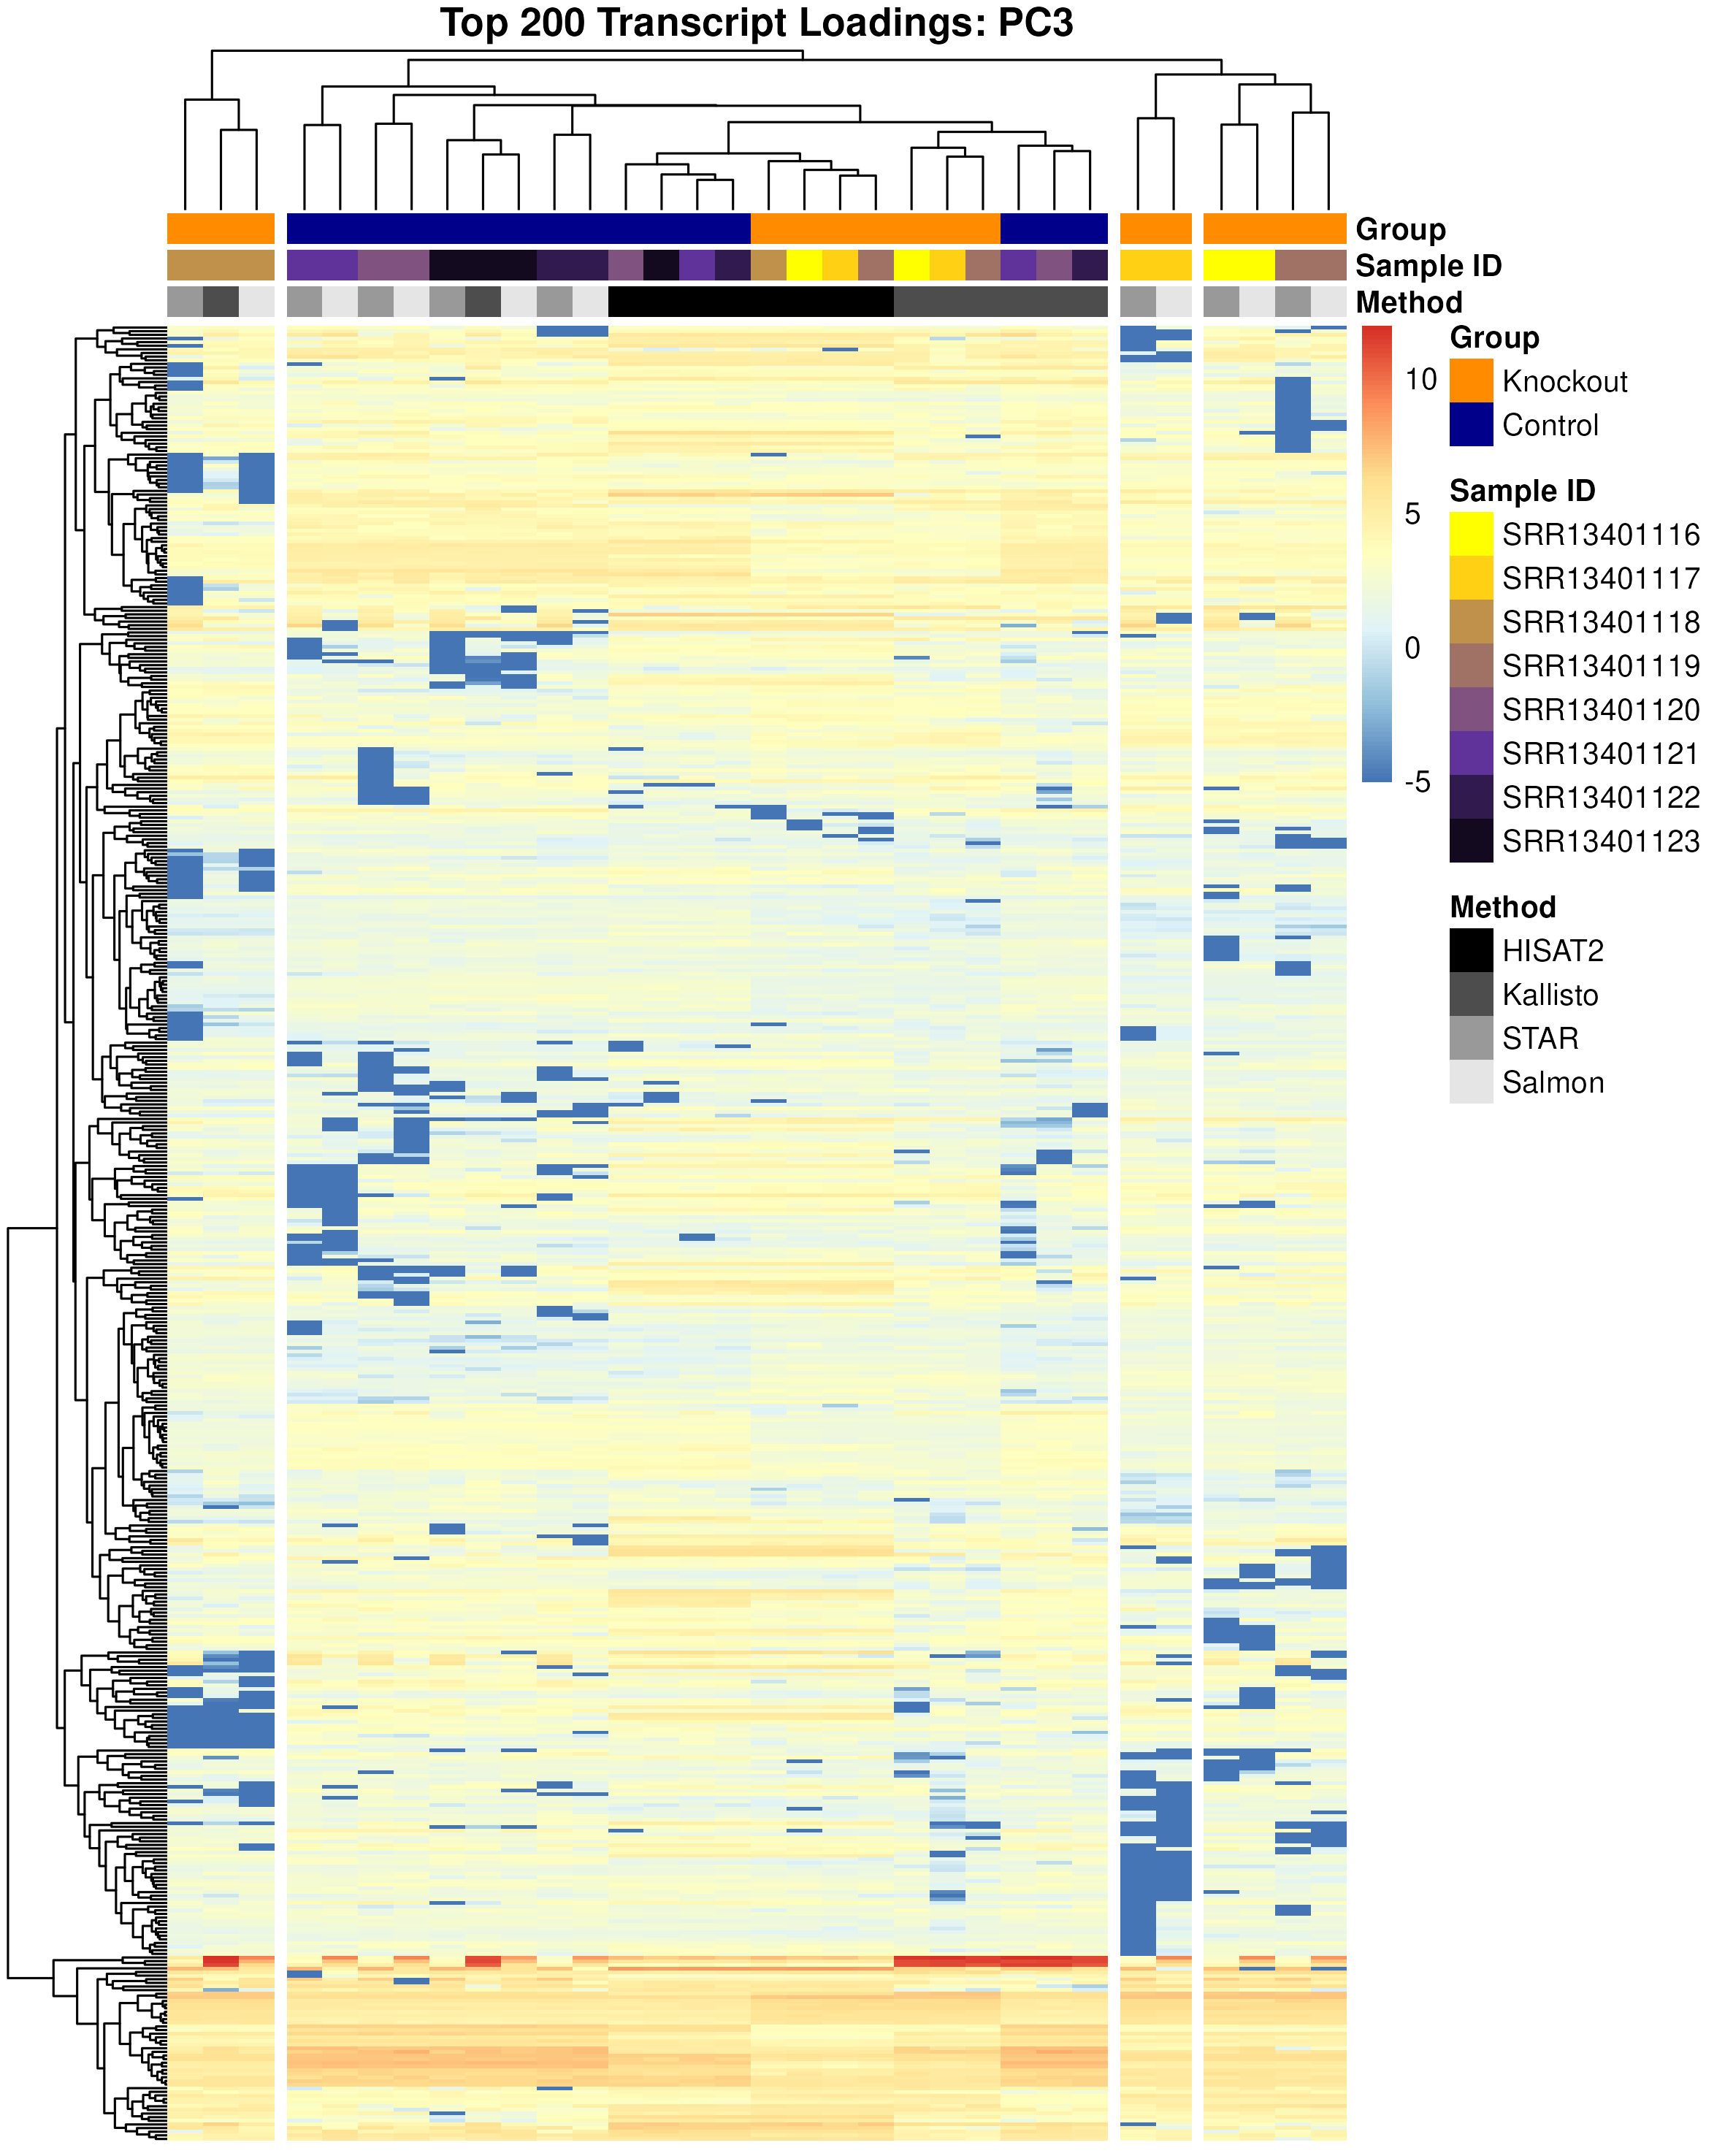 Top 200 Transcript Loadings: PC3
Group
Sample ID
Method
10
5
0
-5
Group
Knockout
Control
Sample ID
SRR13401116
SRR13401117
SRR13401118
SRR13401119
SRR13401120
SRR13401121
SRR13401122
SRR13401123
Method
HISAT2
Kallisto
STAR
Salmon